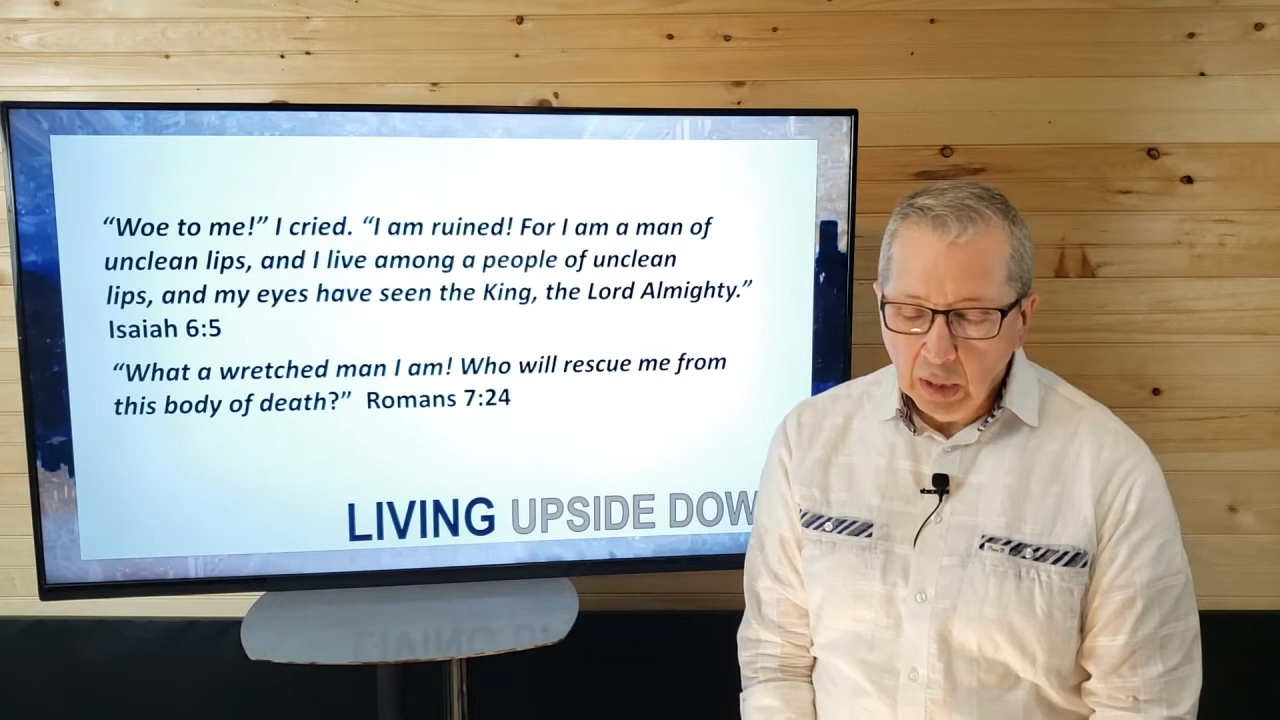 “Woe to me!” I cried. “I am ruined! For I am a man of
unclean lips, and I live among a people of unclean
lips, and my eyes have seen the King, the Lord Almighty.”
Isaiah 6:5
“What a wretched man I am! Who will rescue me from
this body of death?” Romans 7:24
LIVING UPSIDE DOW